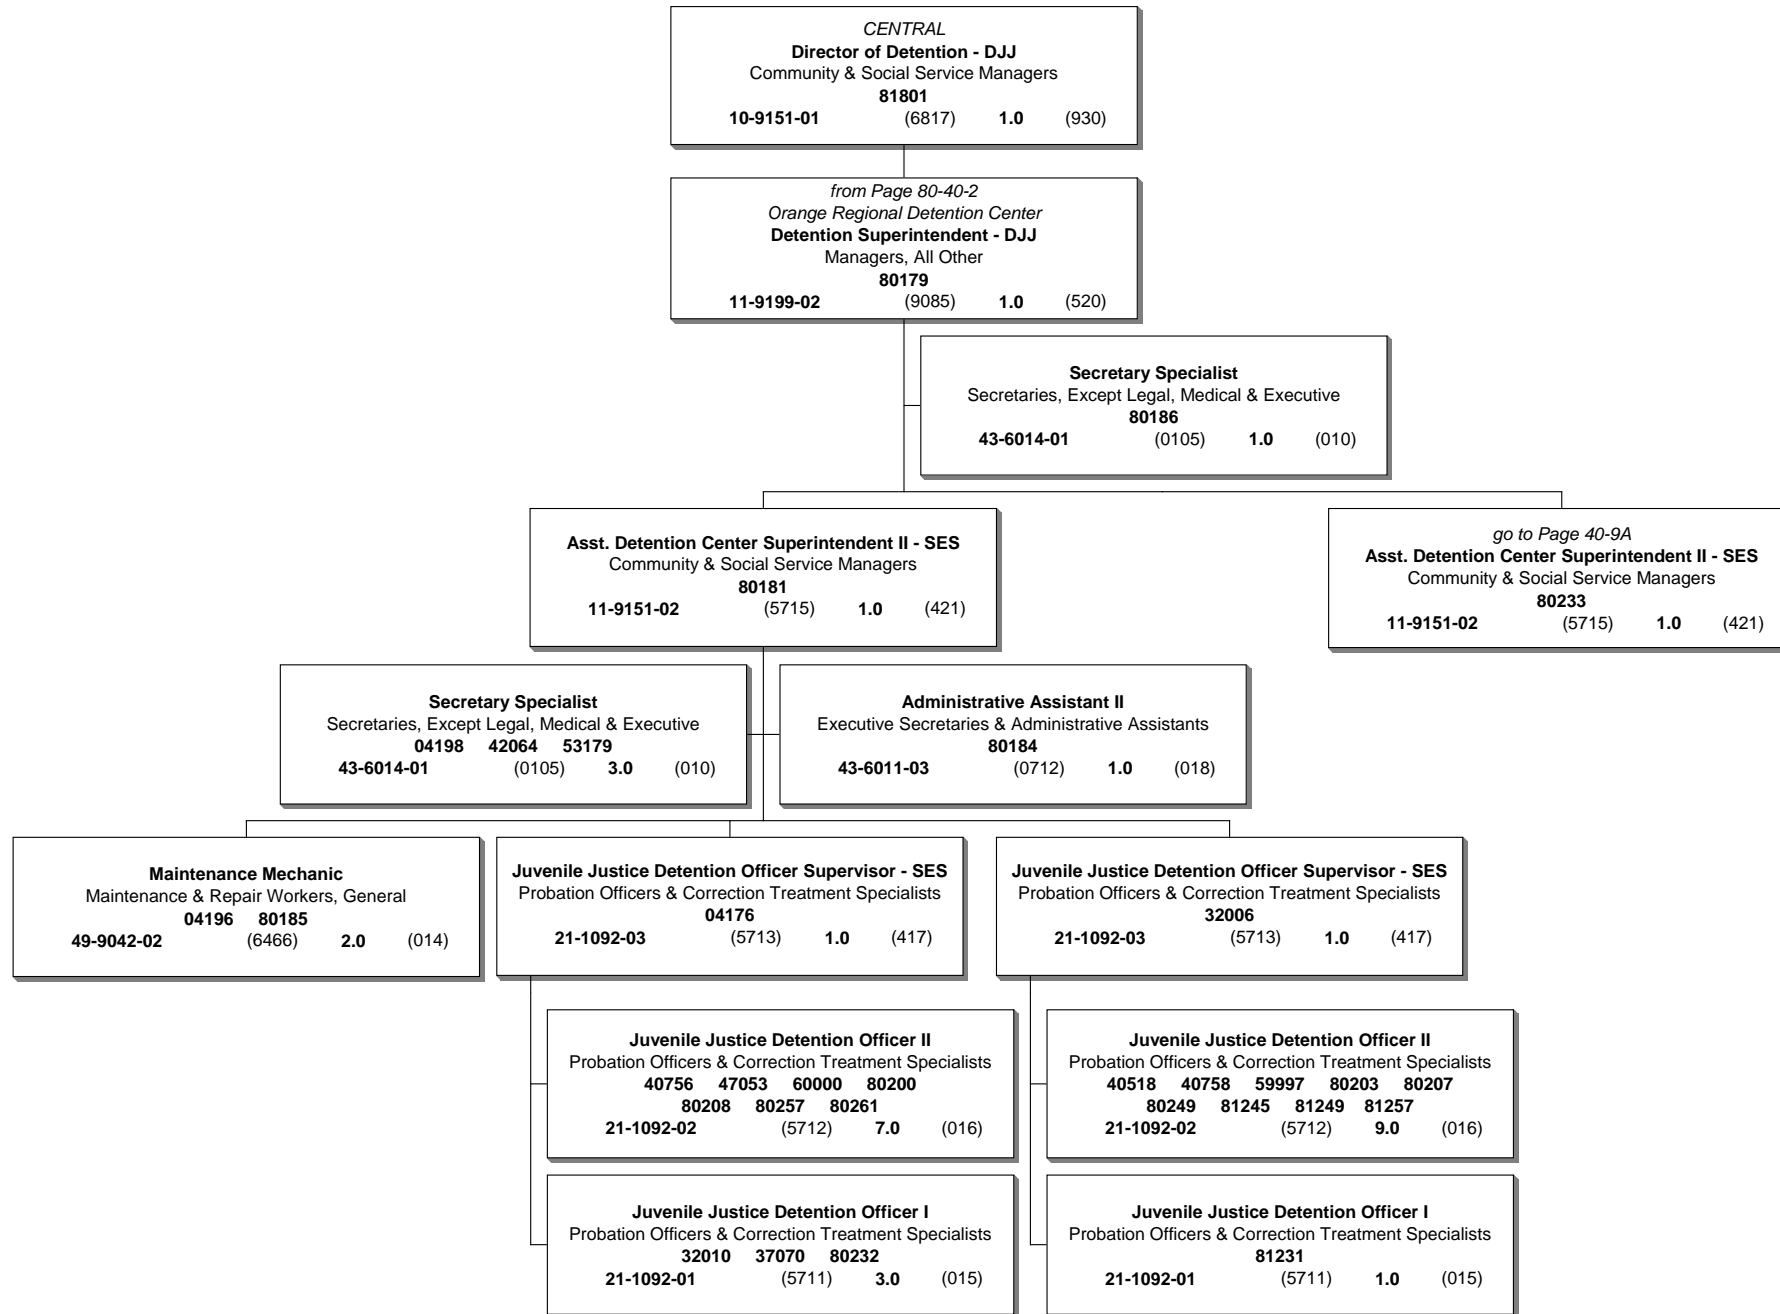 CENTRAL
Director of Detention - DJJ
Community & Social Service Managers
81801
10-9151-01 (6817) 1.0 (930)
from Page 80-40-2
Orange Regional Detention Center
Detention Superintendent - DJJ
Managers, All Other
80179
11-9199-02 (9085) 1.0 (520)
Secretary Specialist
Secretaries, Except Legal, Medical & Executive
80186
43-6014-01 (0105) 1.0 (010)
Asst. Detention Center Superintendent II - SES
Community & Social Service Managers
80181
11-9151-02 (5715) 1.0 (421)
go to Page 40-9A
Asst. Detention Center Superintendent II - SES
Community & Social Service Managers
80233
11-9151-02 (5715) 1.0 (421)
Secretary Specialist
Secretaries, Except Legal, Medical & Executive
04198 42064 53179
43-6014-01 (0105) 3.0 (010)
Administrative Assistant II
Executive Secretaries & Administrative Assistants
80184
43-6011-03 (0712) 1.0 (018)
Maintenance Mechanic
Maintenance & Repair Workers, General
04196 80185
49-9042-02 (6466) 2.0 (014)
Juvenile Justice Detention Officer Supervisor - SES
Probation Officers & Correction Treatment Specialists
04176
21-1092-03 (5713) 1.0 (417)
Juvenile Justice Detention Officer Supervisor - SES
Probation Officers & Correction Treatment Specialists
32006
21-1092-03 (5713) 1.0 (417)
Juvenile Justice Detention Officer II
Probation Officers & Correction Treatment Specialists
40756 47053 60000 80200
80208 80257 80261
21-1092-02 (5712) 7.0 (016)
Juvenile Justice Detention Officer II
Probation Officers & Correction Treatment Specialists
40518 40758 59997 80203 80207
80249 81245 81249 81257
21-1092-02 (5712) 9.0 (016)
Juvenile Justice Detention Officer I
Probation Officers & Correction Treatment Specialists
32010 37070 80232
21-1092-01 (5711) 3.0 (015)
Juvenile Justice Detention Officer I
Probation Officers & Correction Treatment Specialists
81231
21-1092-01 (5711) 1.0 (015)